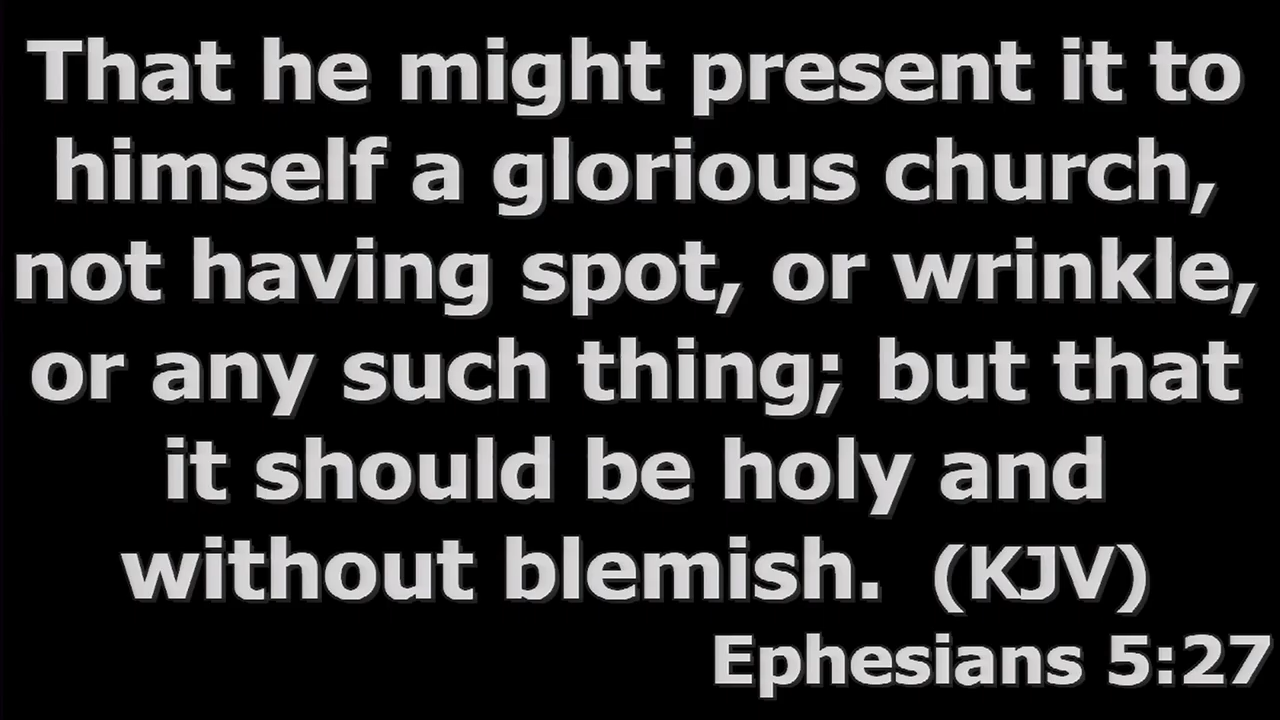 That he might present it to
himself a glorious church,
not having spot, or wrinkle,
or any such thing; but that
it should be holy and
without blemish. (KJV)
Ephesians 5:27